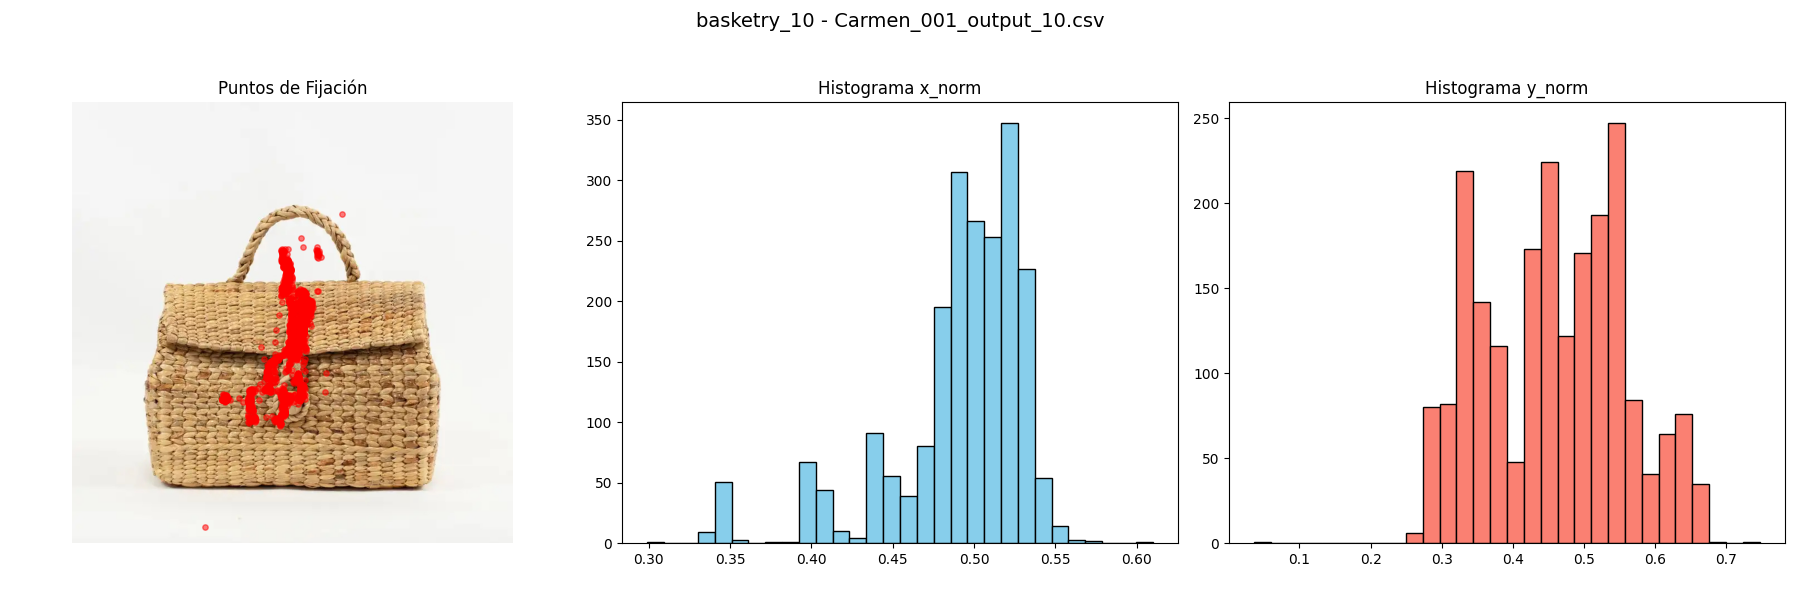 basketry_10 - Carmen_001_output_10.csv
Puntos de Fijación
Histograma x_norm
Histograma y_norm
350
300
250
200
150
100
50
0
0.30 0.35 0.40 0.45 0.50 0.55 0.60
250
200
150
100
50
0
0.1 0.2 0.3 0.4 0.5 0.6 0.7